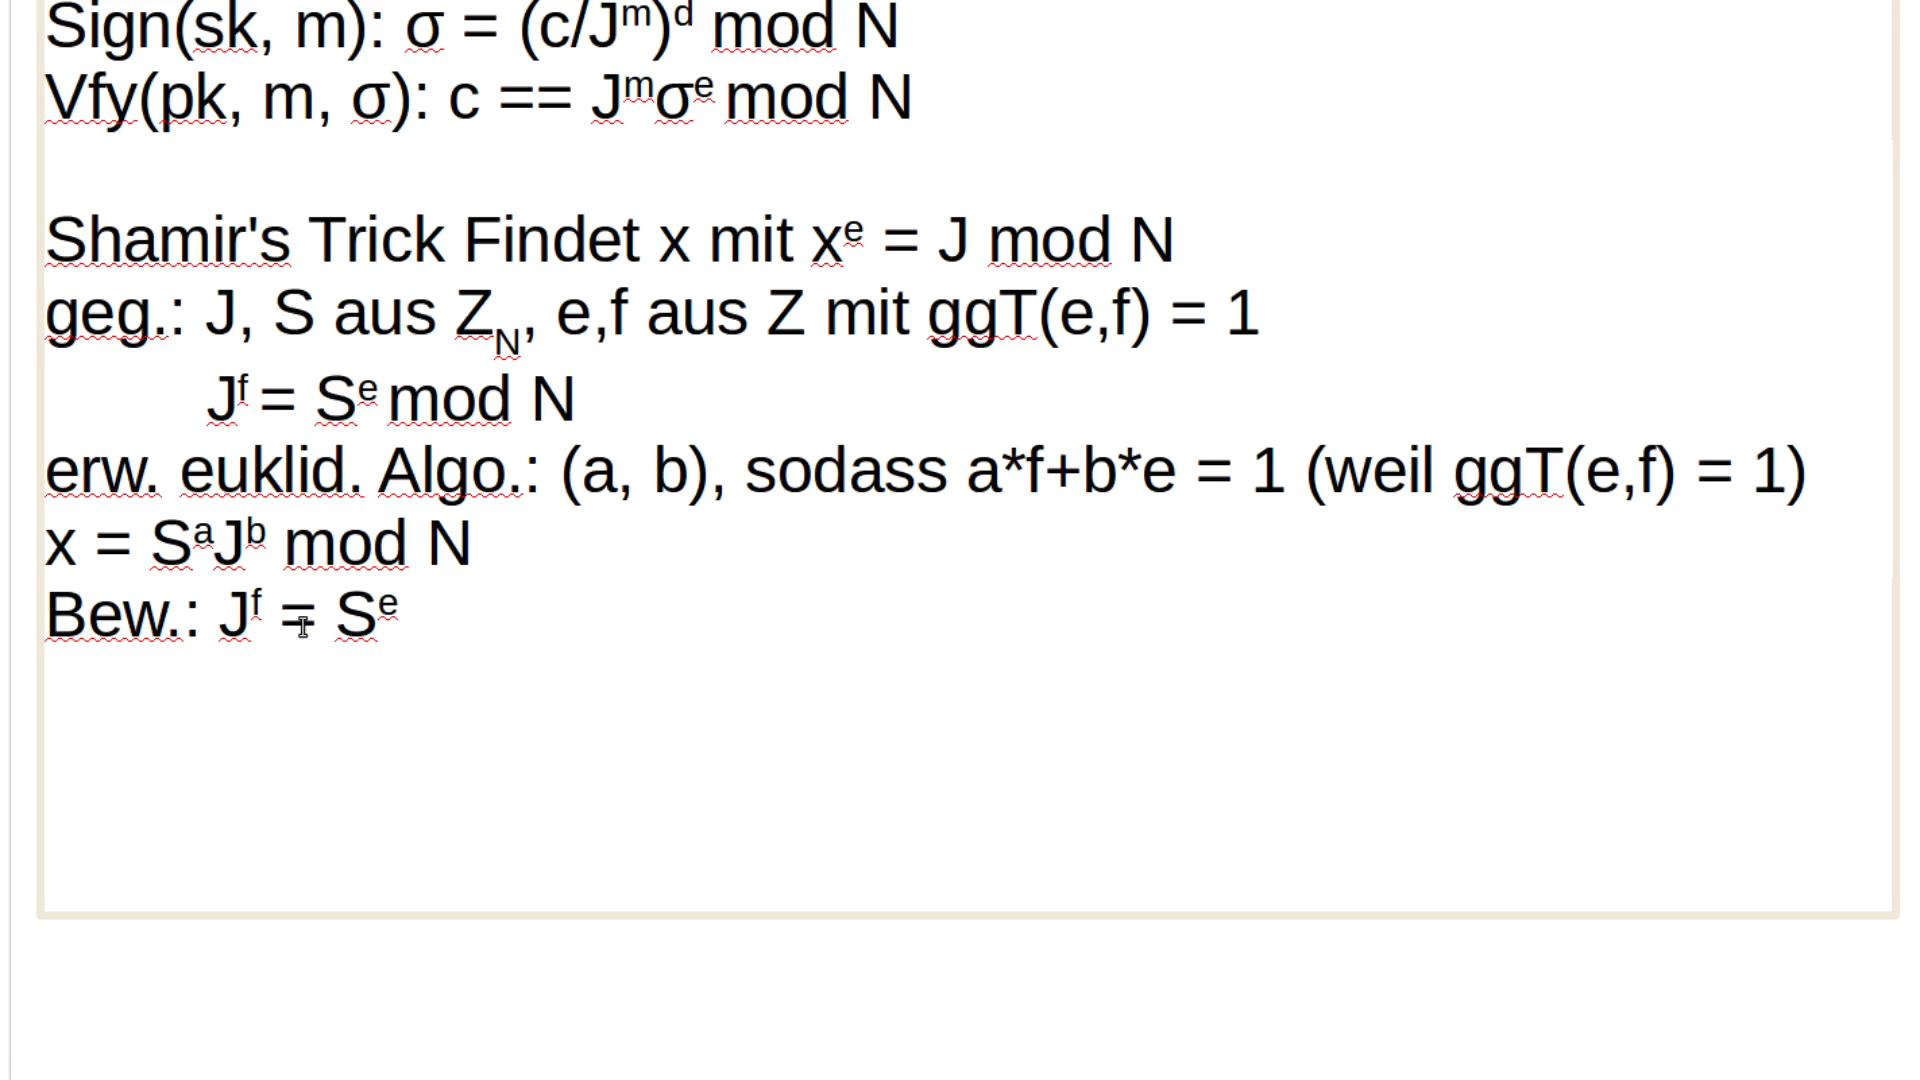 Sign(sk, m): σ = (c/Jᵐ)ᵈ mod N
Vfy(pk, m, σ): c == Jᵐσᵉ mod N
Shamir's Trick Findet x mit xᵉ = J mod N
geg.: J, S aus Z_N, e,f aus Z mit ggT(e,f) = 1
Jᶠ = Sᵉ mod N
erw. euklid. Algo.: (a, b), sodass a*f+b*e = 1 (weil ggT(e,f) = 1)
x = SᵃJᵇ mod N
Bew.: Jᶠ = Sᵉ